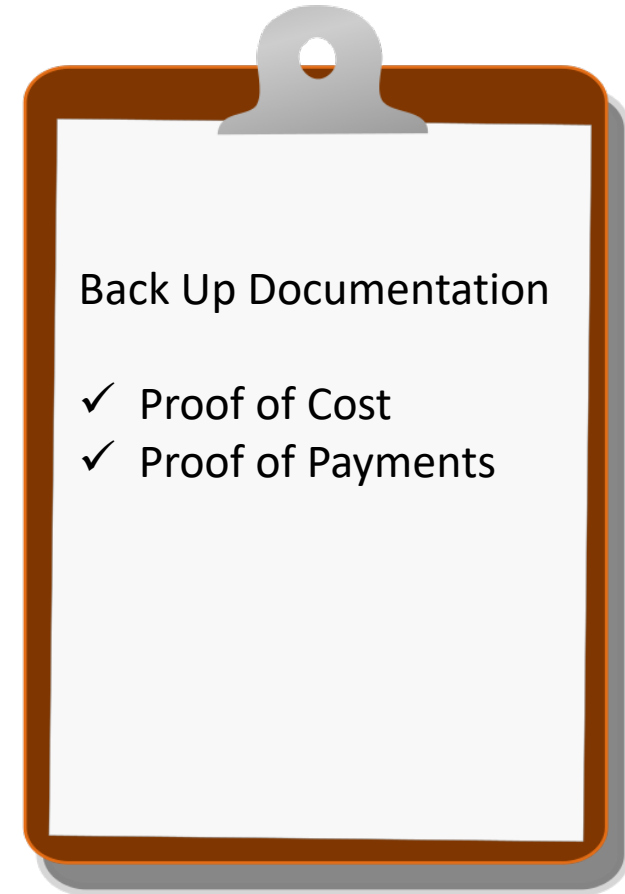 Back Up Documentation
✓ Proof of Cost
✓ Proof of Payments